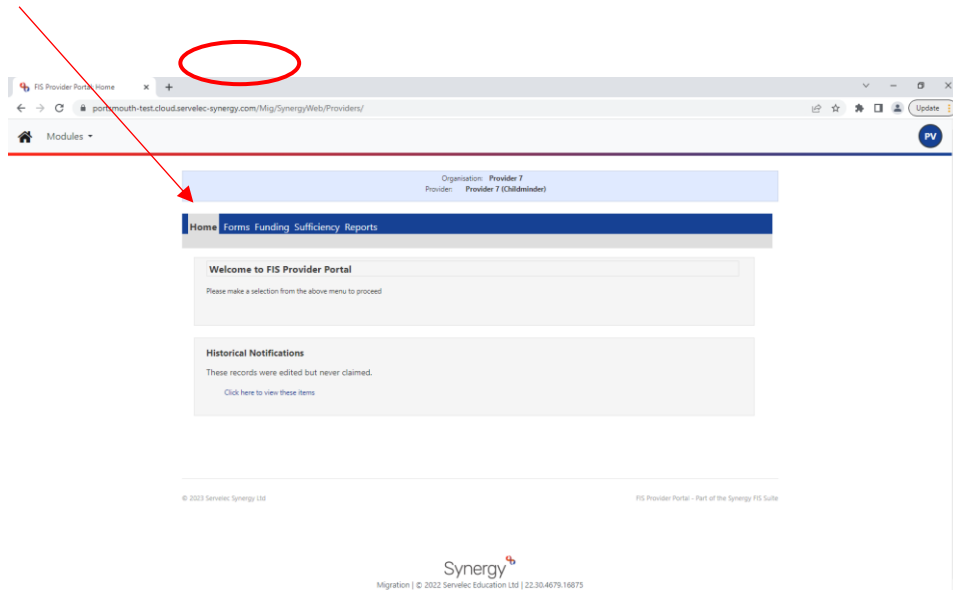 FIS Provider Portal Home
portsmouth-test.cloud.servelec-synergy.com/Mig/SynergyWeb/Providers/
Update
Modules
PV
Organisation: Provider 7
Provider: Provider 7 (Childminder)
Home Forms Funding Sufficiency Reports
Welcome to FIS Provider Portal
Please make a selection from the above menu to proceed
Historical Notifications
These records were edited but never claimed.
Click here to view these items
© 2023 Servelec Synergy Ltd
FIS Provider Portal - Part of the Synergy FIS Suite
Synergy
Migration | © 2022 Servelec Education Ltd | 22.30.4679.16875